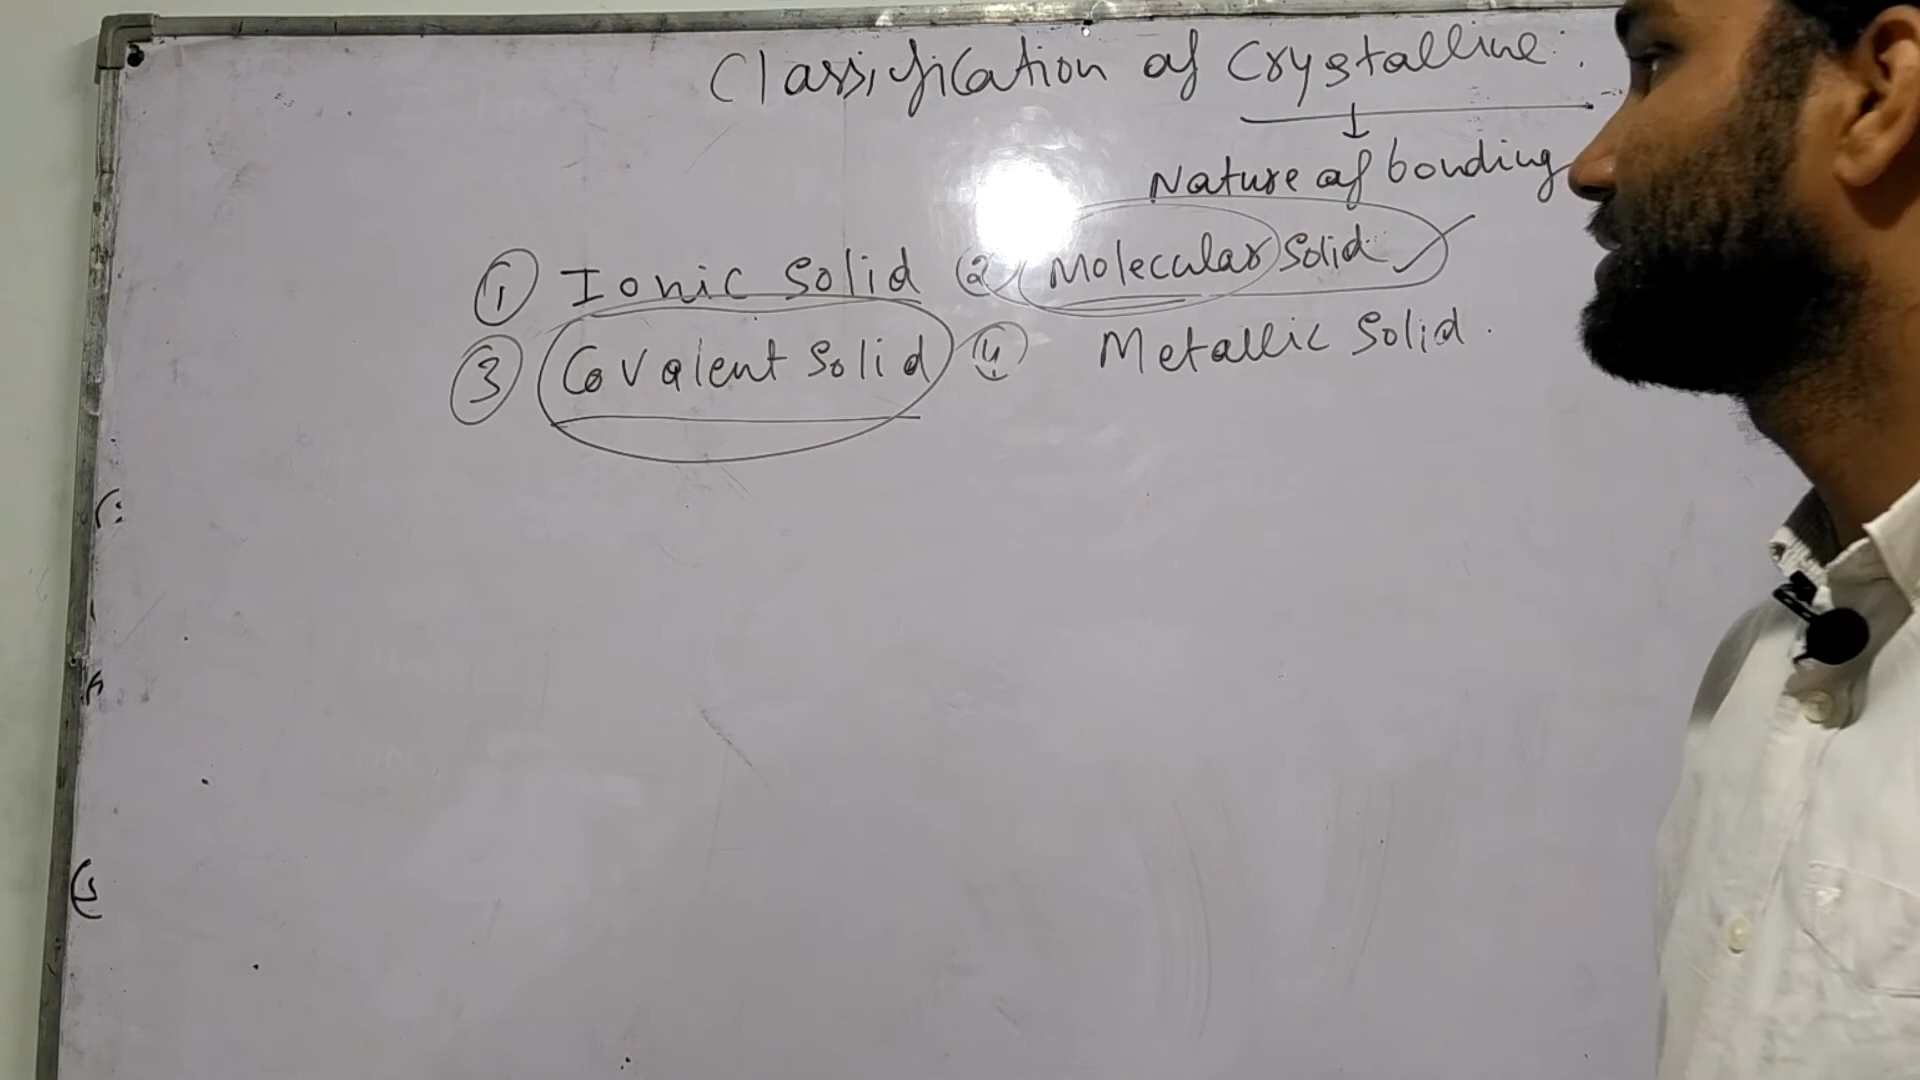 Classification of Crystalline:
Nature of bonding
① Ionic Solid ② Molecular Solid ✓
③ Covalent Solid ④ Metallic Solid.